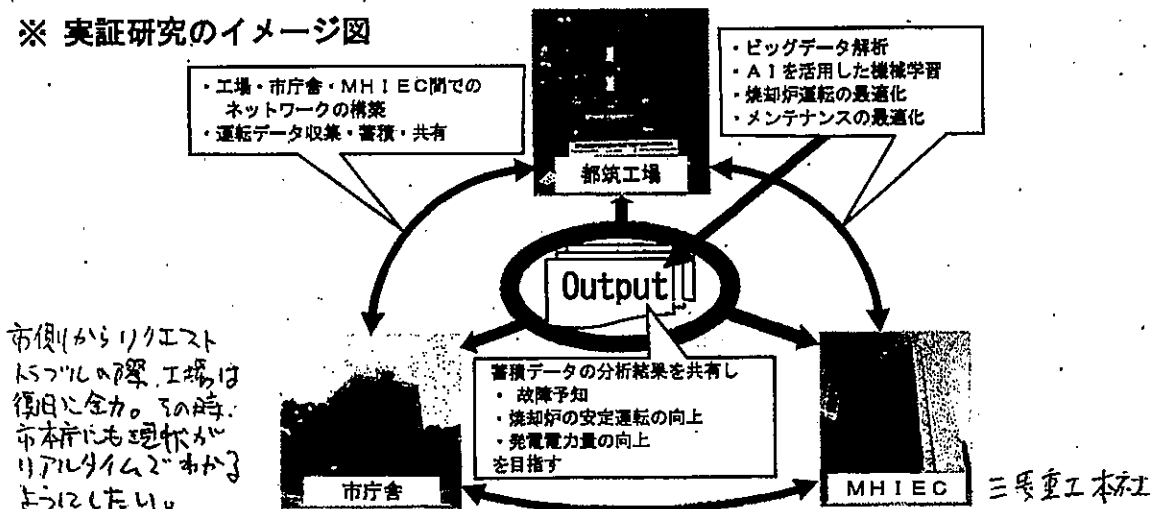 ※ 実証研究のイメージ図
・工場・市庁舎・MHIEC間での
ネットワークの構築
・運転データ収集・蓄積・共有
・ビッグデータ解析
・AIを活用した機械学習
・焼却炉運転の最適化
・メンテナンスの最適化
都筑工場
Output
市側からリクエスト
トラブルの際、工場は
復旧に全力。その時、
市本庁にも現状が
リアルタイムでわかる
ようにしたい。
蓄積データの分析結果を共有し
・ 故障予知
・焼却炉の安定運転の向上
・発電電力量の向上
を目指す
市庁舎
MHIEC
三菱重工本社